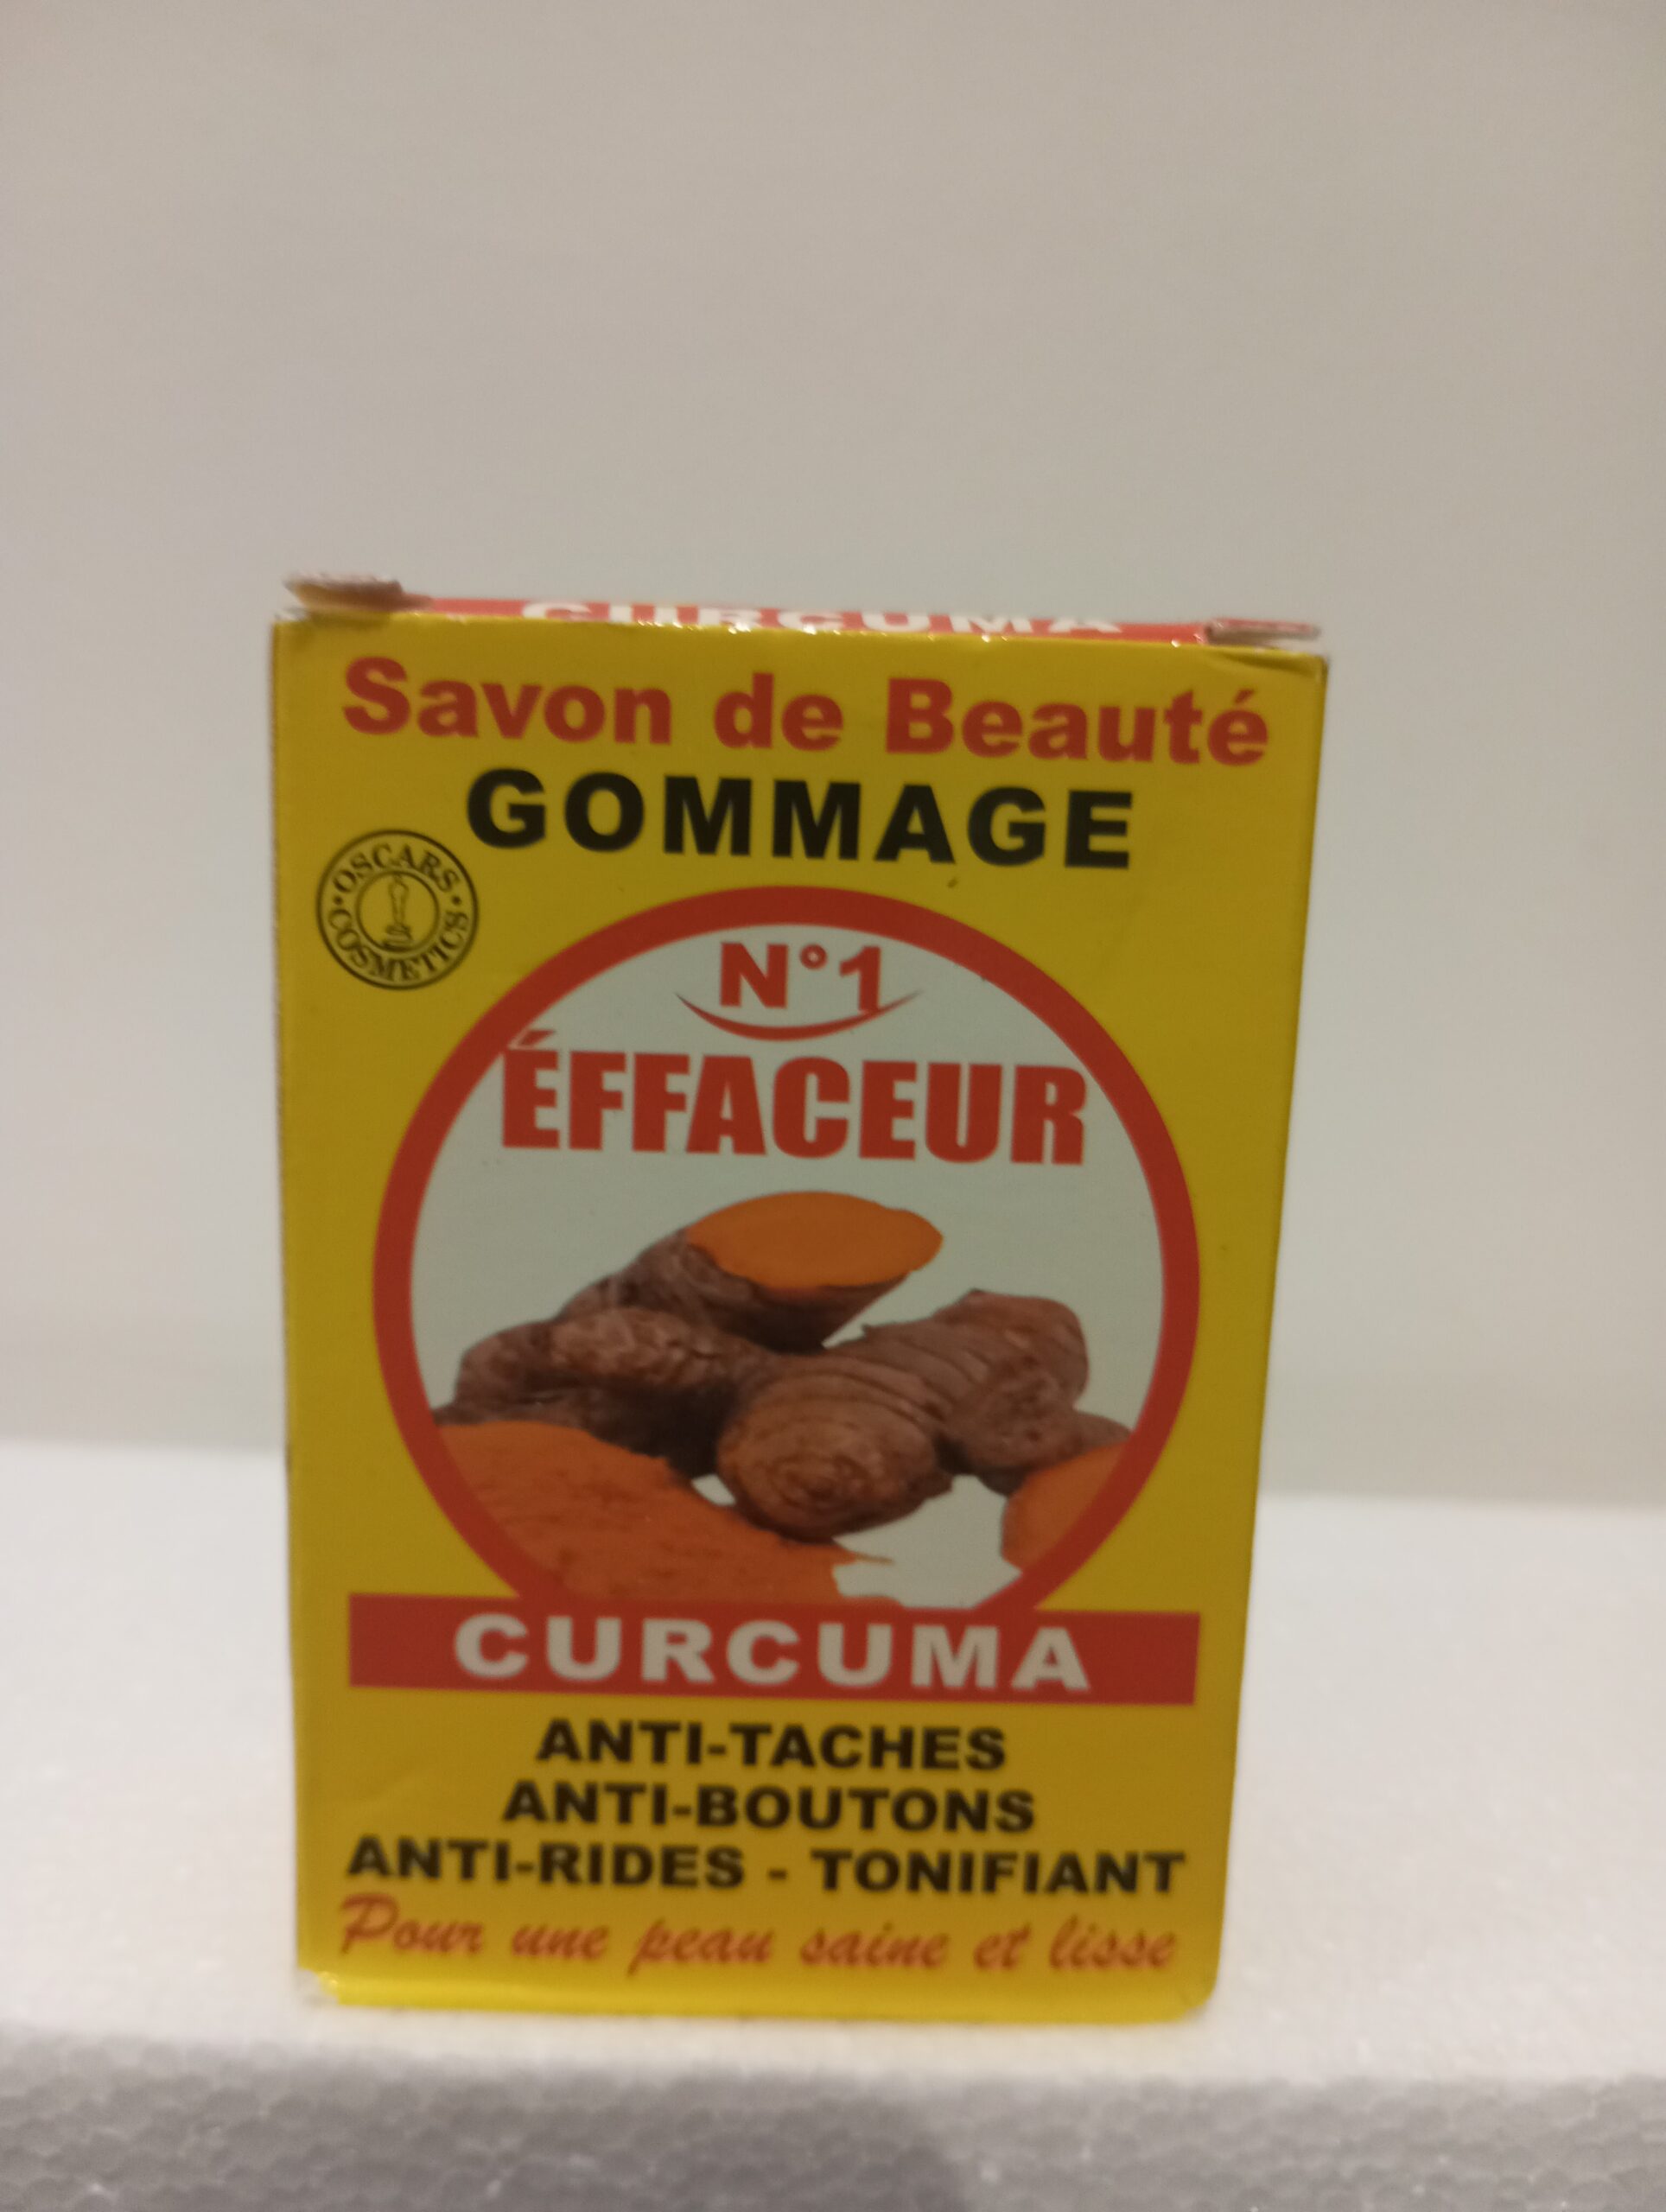 CURCUMA
Savon de Beauté
GOMMAGE
OSCARS
COSMETICS
N°1
ÉFFACEUR
CURCUMA
ANTI-TACHES
ANTI-BOUTONS
ANTI-RIDES - TONIFIANT
Pour une peau saine et lisse